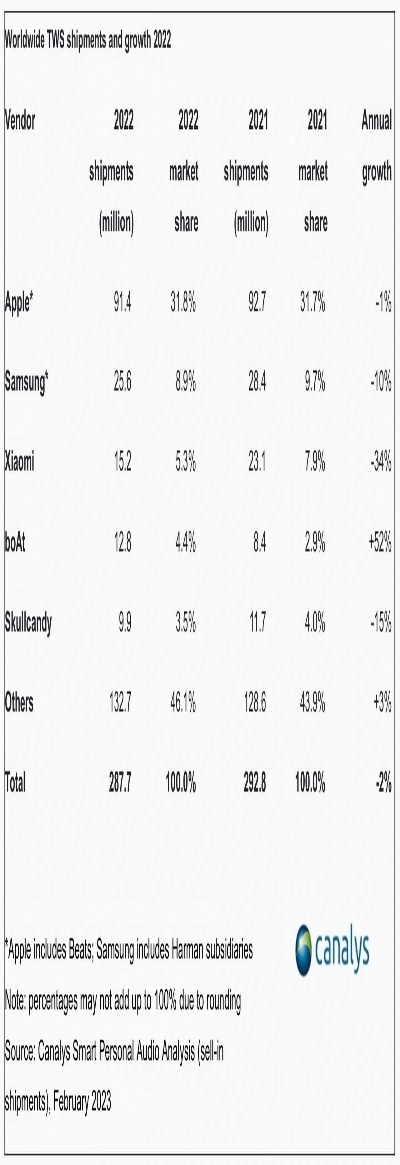 Worldwide TWS shipments and growth 2022
Vendor 2022 2022 2021 2021 Annual
shipments market shipments market growth
(million) share (million) share
Apple* 91.4 31.8% 92.7 31.7% -1%
Samsung* 25.6 8.9% 28.4 9.7% -10%
Xiaomi 15.2 5.3% 23.1 7.9% -34%
boAt 12.8 4.4% 8.4 2.9% +52%
Skullcandy 9.9 3.5% 11.7 4.0% -15%
Others 132.7 46.1% 128.6 43.9% +3%
Total 287.7 100.0% 292.8 100.0% -2%
*Apple includes Beats; Samsung includes Harman subsidiaries
canalys
Note: percentages may not add up to 100% due to rounding
Source: Canalys Smart Personal Audio Analysis (sell-in
shipments), February 2023